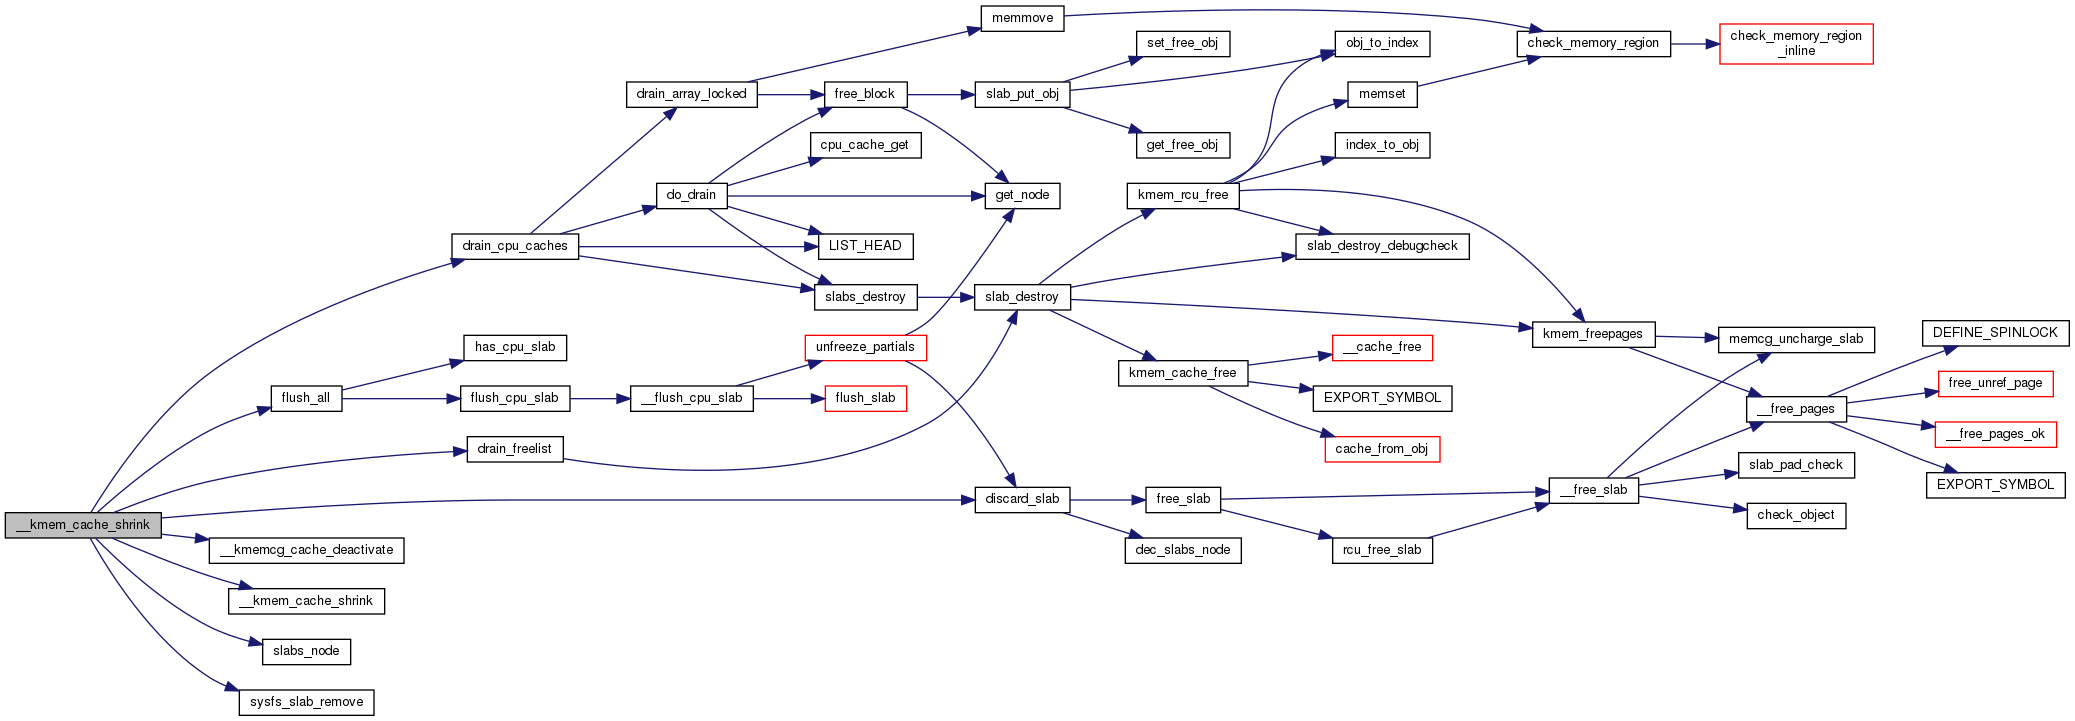 memmove
set_free_obj
obj_to_index
check_memory_region
check_memory_region
_inline
drain_array_locked
free_block
slab_put_obj
memset
cpu_cache_get
get_free_obj
index_to_obj
do_drain
get_node
kmem_rcu_free
drain_cpu_caches
LIST_HEAD
slab_destroy_debugcheck
slabs_destroy
slab_destroy
has_cpu_slab
unfreeze_partials
kmem_freepages
memcg_uncharge_slab
DEFINE_SPINLOCK
__cache_free
kmem_cache_free
flush_all
flush_cpu_slab
__flush_cpu_slab
flush_slab
EXPORT_SYMBOL
free_unref_page
__free_pages
drain_freelist
cache_from_obj
__free_pages_ok
slab_pad_check
discard_slab
free_slab
__free_slab
EXPORT_SYMBOL
check_object
__kmem_cache_shrink
__kmemcg_cache_deactivate
dec_slabs_node
rcu_free_slab
__kmem_cache_shrink
slabs_node
sysfs_slab_remove